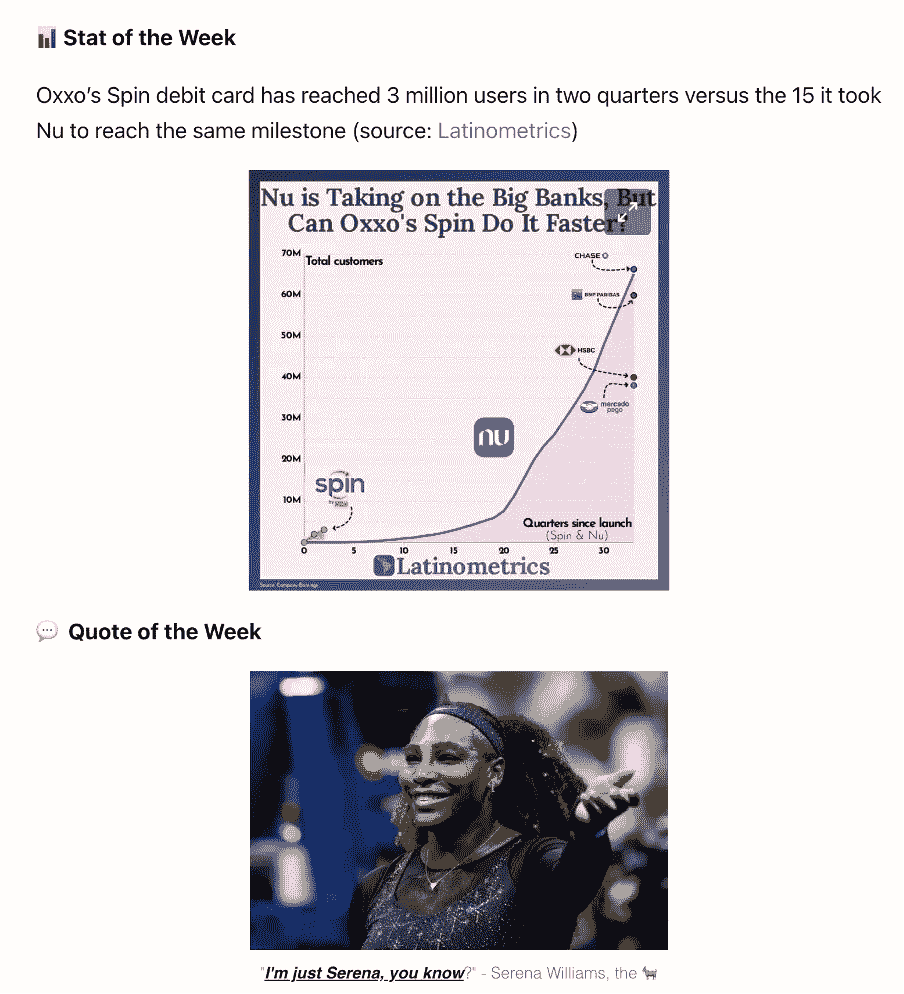 📊 Stat of the Week
Oxxo's Spin debit card has reached 3 million users in two quarters versus the 15 it took
Nu to reach the same milestone (source: Latinometrics)
Nu is Taking on the Big Banks, But
Can Oxxo's Spin Do It Faster?
70M
Total customers
CHASE
60M
BNP PARIBAS
50M
HSBC
40M
mercado
pago
30M
nu
20M
spin
10M
Quarters since launch
(Spin & Nu)
0 5 10 15 20 25 30
Latinometrics
💬 Quote of the Week
"I'm just Serena, you know?" - Serena Williams, the 🐐